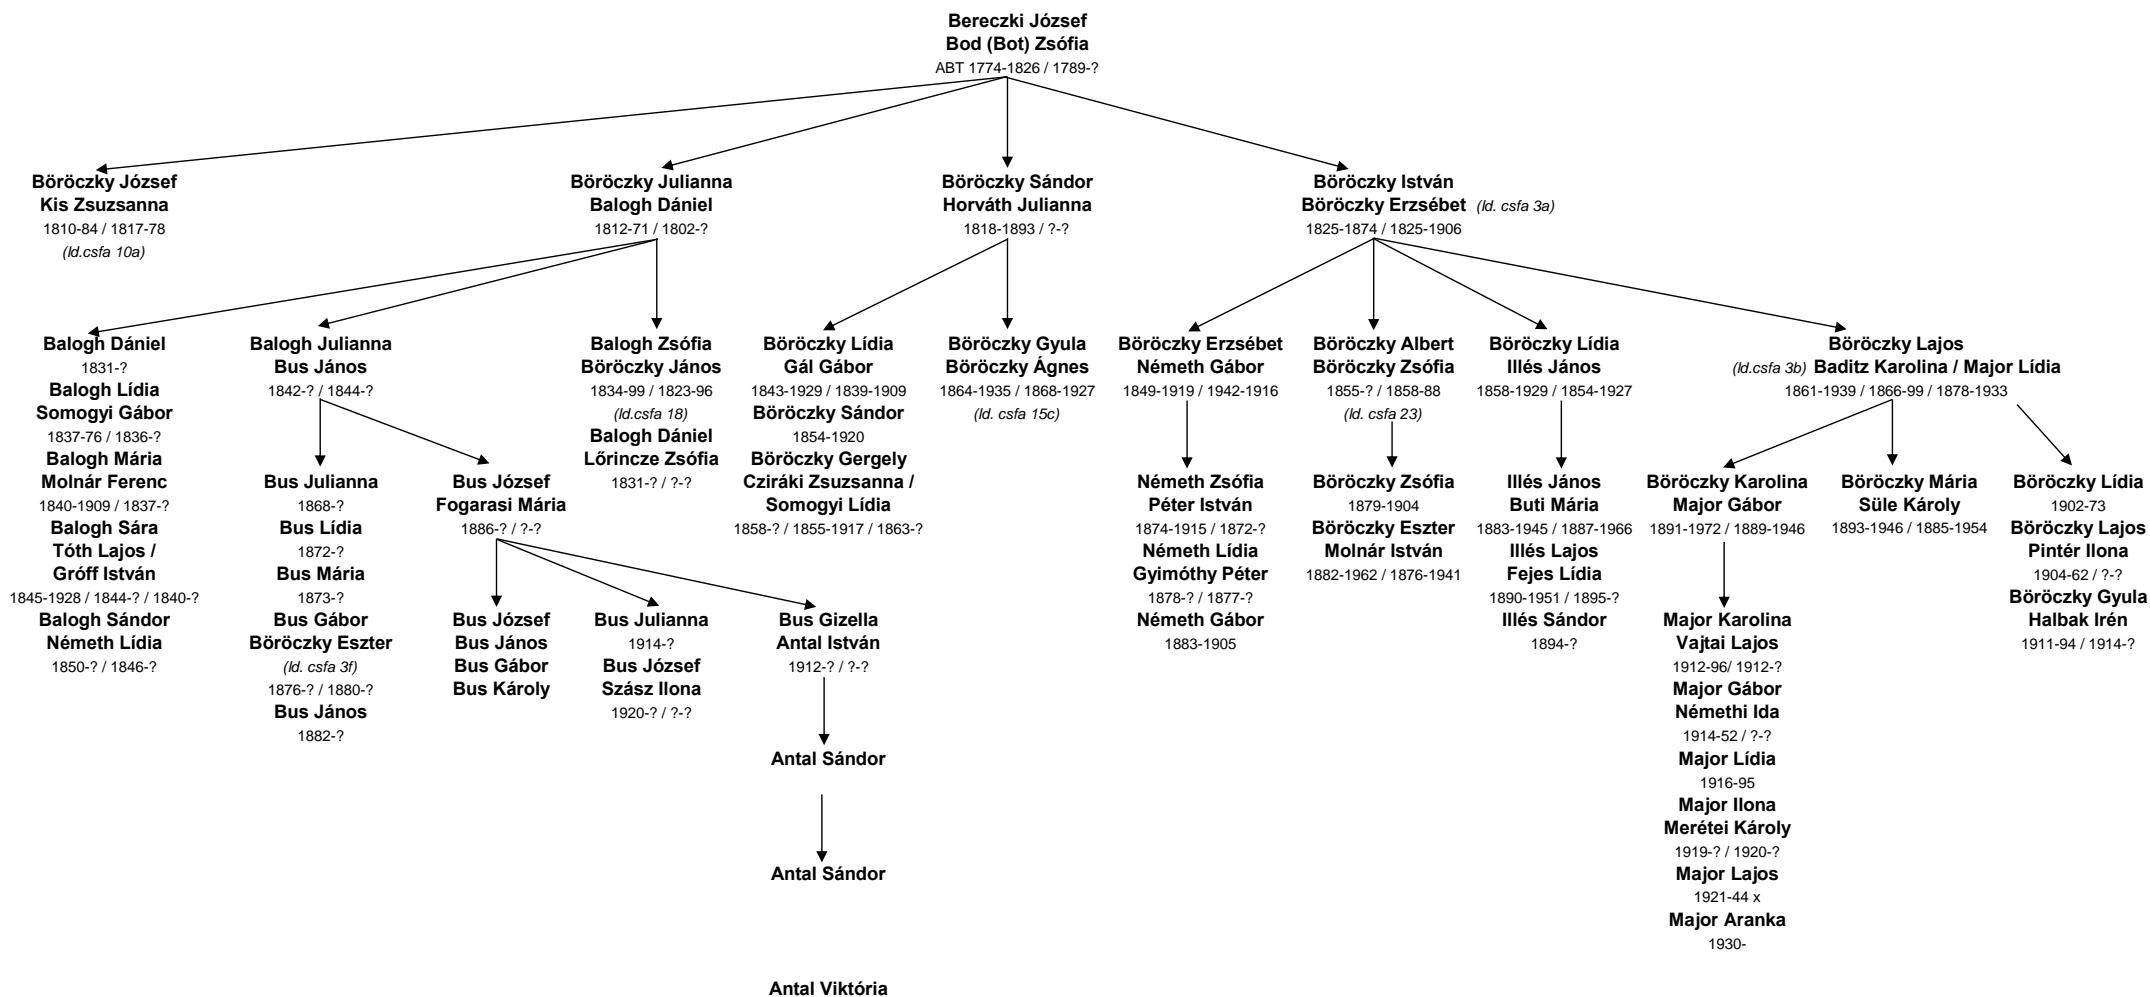 Bereczki József
Bod (Bot) Zsófia
ABT 1774-1826 / 1789-?
Böröczky József
Kis Zsuzsanna
1810-84 / 1817-78
(ld.csfa 10a)
Böröczky Julianna
Balogh Dániel
1812-71 / 1802-?
Böröczky Sándor
Horváth Julianna
1818-1893 / ?-?
Böröczky István
Böröczky Erzsébet (ld. csfa 3a)
1825-1874 / 1825-1906
Balogh Dániel
1831-?
Balogh Lídia
Somogyi Gábor
1837-76 / 1836-?
Balogh Mária
Molnár Ferenc
1840-1909 / 1837-?
Balogh Sára
Tóth Lajos /
Gróff István
1845-1928 / 1844-? / 1840-?
Balogh Sándor
Németh Lídia
1850-? / 1846-?
Balogh Julianna
Bus János
1842-? / 1844-?
Balogh Zsófia
Böröczky János
1834-99 / 1823-96
(ld.csfa 18)
Balogh Dániel
Lőrincze Zsófia
1831-? / ?-?
Böröczky Lídia
Gál Gábor
1843-1929 / 1839-1909
Böröczky Sándor
1854-1920
Böröczky Gergely
Cziráki Zsuzsanna /
Somogyi Lídia
1858-? / 1855-1917 / 1863-?
Böröczky Gyula
Böröczky Ágnes
1864-1935 / 1868-1927
(ld. csfa 15c)
Böröczky Erzsébet
Németh Gábor
1849-1919 / 1942-1916
Böröczky Albert
Böröczky Zsófia
1855-? / 1858-88
(ld. csfa 23)
Böröczky Lídia
Illés János
1858-1929 / 1854-1927
Böröczky Lajos
(ld.csfa 3b) Baditz Karolina / Major Lídia
1861-1939 / 1866-99 / 1878-1933
Bus Julianna
1868-?
Bus Lídia
1872-?
Bus Mária
1873-?
Bus Gábor
Böröczky Eszter
(ld. csfa 3f)
1876-? / 1880-?
Bus János
1882-?
Bus József
Fogarasi Mária
1886-? / ?-?
Németh Zsófia
Péter István
1874-1915 / 1872-?
Németh Lídia
Gyimóthy Péter
1878-? / 1877-?
Németh Gábor
1883-1905
Böröczky Zsófia
1879-1904
Böröczky Eszter
Molnár István
1882-1962 / 1876-1941
Illés János
Buti Mária
1883-1945 / 1887-1966
Illés Lajos
Fejes Lídia
1890-1951 / 1895-?
Illés Sándor
1894-?
Böröczky Karolina
Major Gábor
1891-1972 / 1889-1946
Böröczky Mária
Süle Károly
1893-1946 / 1885-1954
Böröczky Lídia
1902-73
Böröczky Lajos
Pintér Ilona
1904-62 / ?-?
Böröczky Gyula
Halbak Irén
1911-94 / 1914-?
Bus József
Bus János
Bus Gábor
Bus Károly
Bus Julianna
1914-?
Bus József
Szász Ilona
1920-? / ?-?
Bus Gizella
Antal István
1912-? / ?-?
Major Karolina
Vajtai Lajos
1912-96/ 1912-?
Major Gábor
Némethi Ida
1914-52 / ?-?
Major Lídia
1916-95
Major Ilona
Merétei Károly
1919-? / 1920-?
Major Lajos
1921-44 x
Major Aranka
1930-
Antal Sándor
Antal Sándor
Antal Viktória